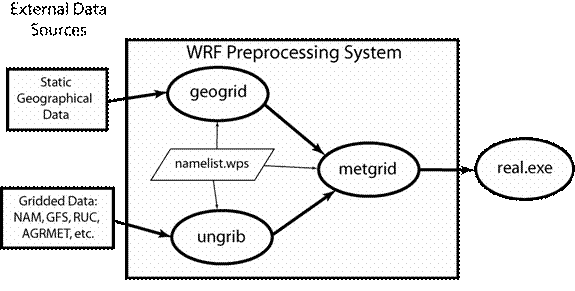 External Data
Sources
WRF Preprocessing System
Static
Geographical
Data
geogrid
namelist.wps
metgrid
real.exe
Gridded Data:
NAM, GFS, RUC,
AGRMET, etc.
ungrib